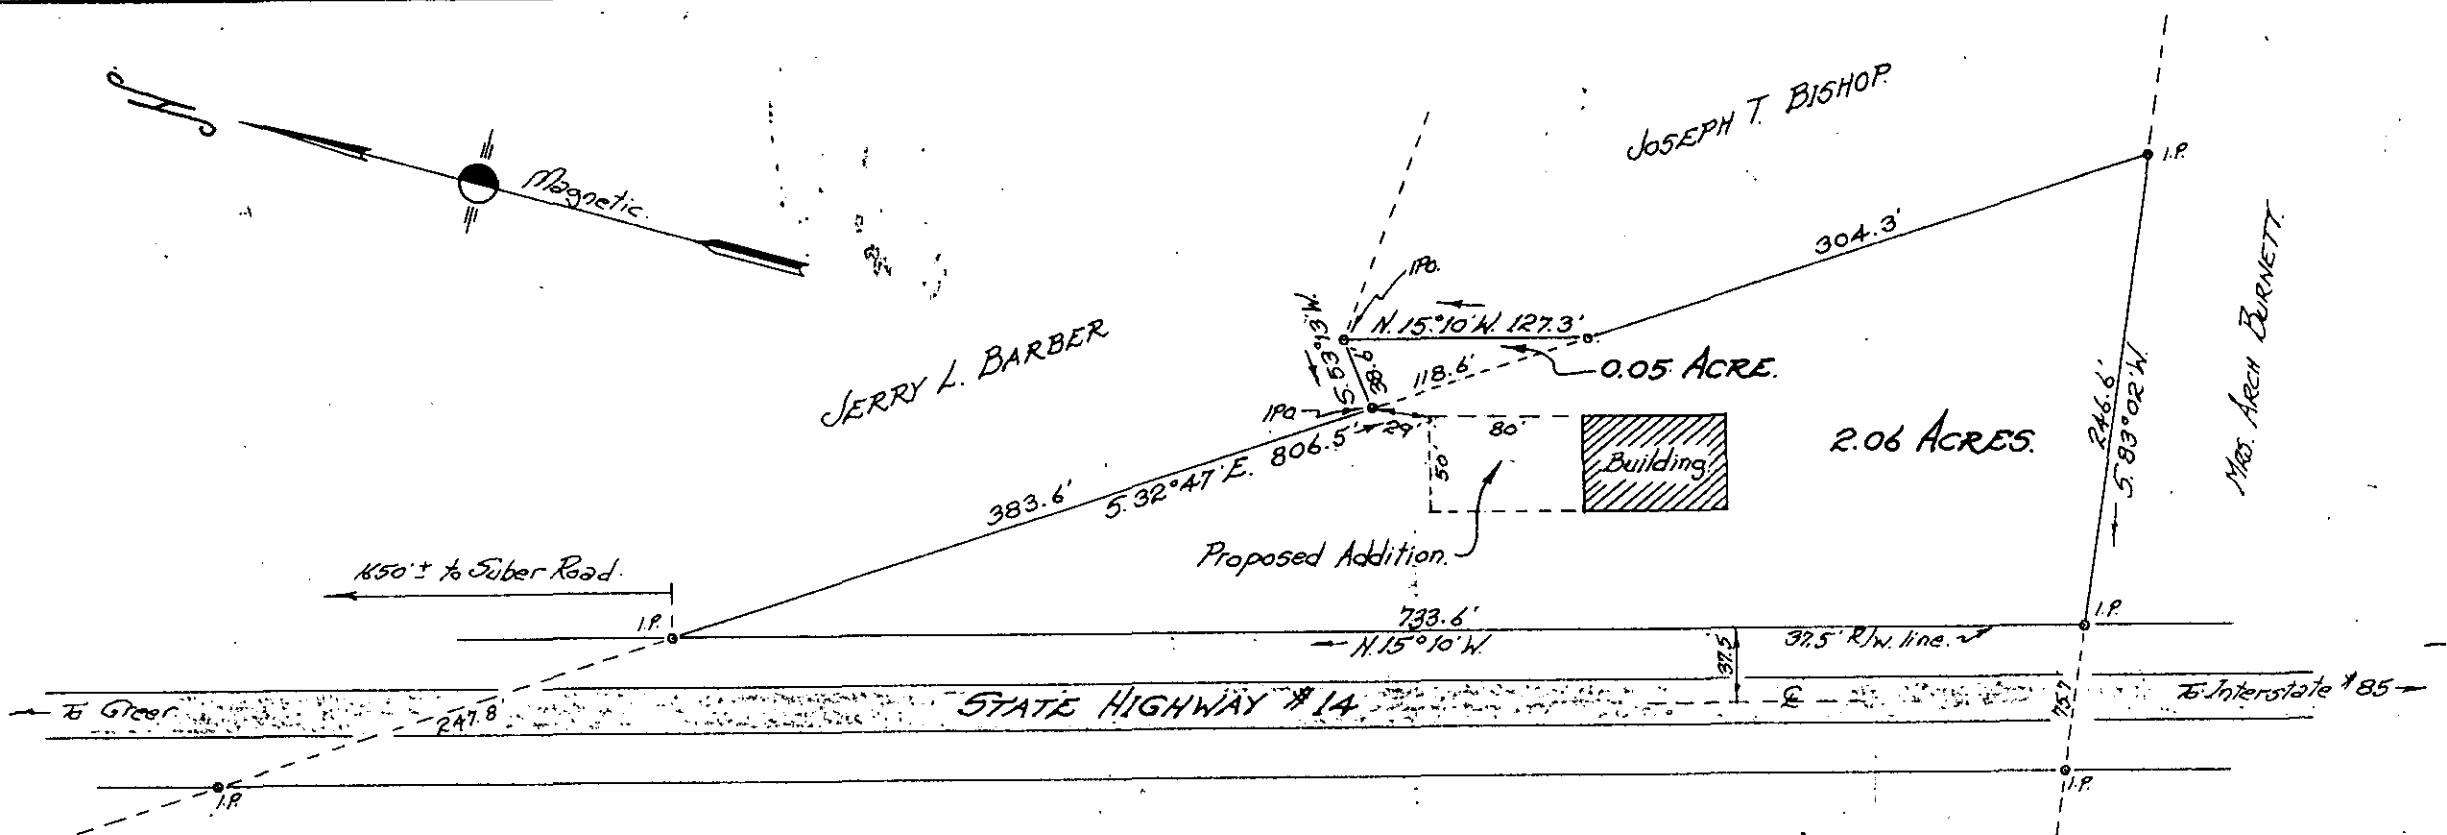 N
Magnetic.
JOSEPH T. BISHOP.
I.P.
304.3'
MRS. ARCH BURNETT.
IPo.
N. 15°10' W. 127.3'
S. 53°13' W.
38.9'
118.6'
0.05 ACRE.
JERRY L. BARBER
IPo
29'
80'
50'
Building
2.06 ACRES.
246.6'
S. 83°02' W.
383.6'
S. 32°47' E. 806.5'
Proposed Addition.
1650' ± to Suber Road.
I.P.
733.6'
N. 15°10' W.
37.5
37.5' R/W. line.
I.P.
To Greer
247.8
STATE HIGHWAY #14
℄
75.7
To Interstate #85
I.P.
I.P.